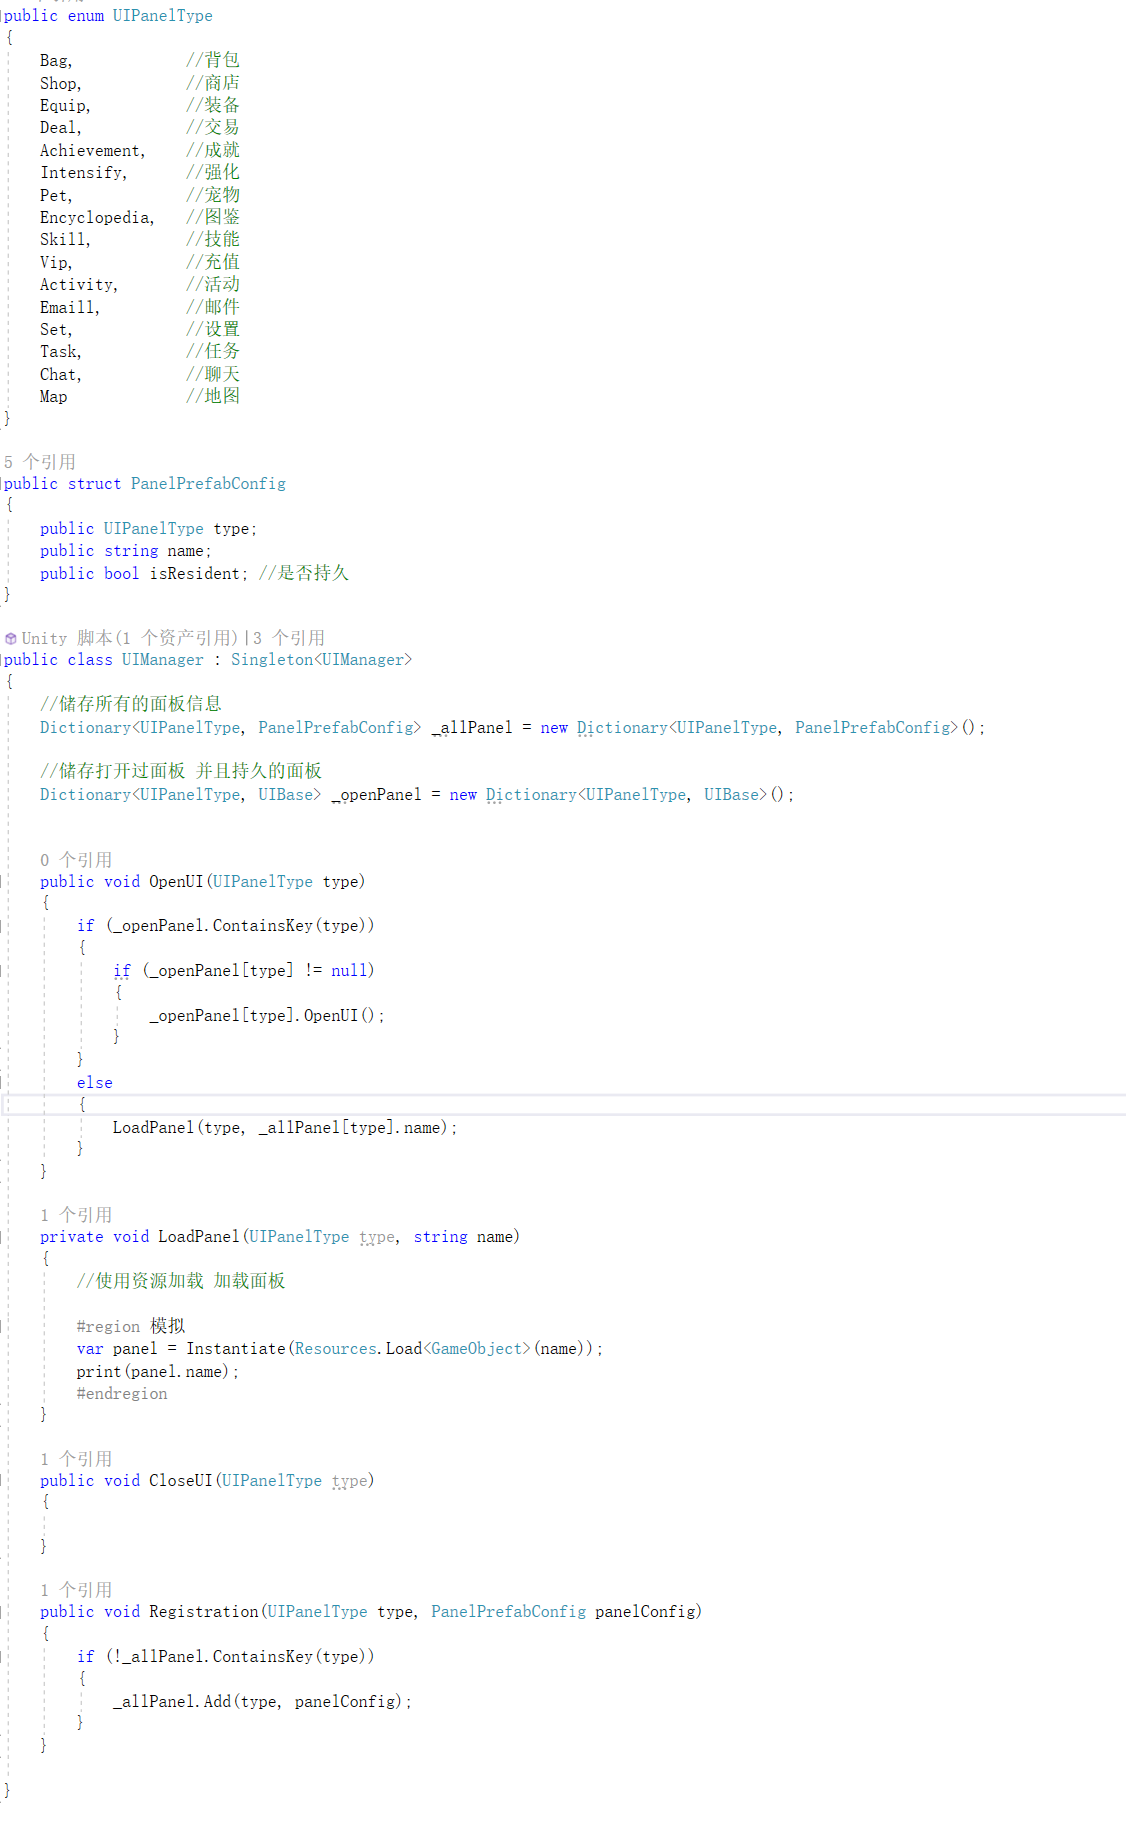 public enum UIPanelType
{
    Bag,            //背包
    Shop,           //商店
    Equip,          //装备
    Deal,           //交易
    Achievement,    //成就
    Intensify,      //强化
    Pet,            //宠物
    Encyclopedia,   //图鉴
    Skill,          //技能
    Vip,            //充值
    Activity,       //活动
    Emaill,         //邮件
    Set,            //设置
    Task,           //任务
    Chat,           //聊天
    Map             //地图
}
5 个引用
public struct PanelPrefabConfig
{
    public UIPanelType type;
    public string name;
    public bool isResident; //是否持久
}
Unity 脚本(1 个资产引用)|3 个引用
public class UIManager : Singleton<UIManager>
{
    //储存所有的面板信息
    Dictionary<UIPanelType, PanelPrefabConfig> _allPanel = new Dictionary<UIPanelType, PanelPrefabConfig>();
    //储存打开过面板 并且持久的面板
    Dictionary<UIPanelType, UIBase> _openPanel = new Dictionary<UIPanelType, UIBase>();
    0 个引用
    public void OpenUI(UIPanelType type)
    {
        if (_openPanel.ContainsKey(type))
        {
            if (_openPanel[type] != null)
            {
                _openPanel[type].OpenUI();
            }
        }
        else
        {
            LoadPanel(type, _allPanel[type].name);
        }
    }
    1 个引用
    private void LoadPanel(UIPanelType type, string name)
    {
        //使用资源加载 加载面板
        #region 模拟
        var panel = Instantiate(Resources.Load<GameObject>(name));
        print(panel.name);
        #endregion
    }
    1 个引用
    public void CloseUI(UIPanelType type)
    {
    }
    1 个引用
    public void Registration(UIPanelType type, PanelPrefabConfig panelConfig)
    {
        if (!_allPanel.ContainsKey(type))
        {
            _allPanel.Add(type, panelConfig);
        }
    }
}